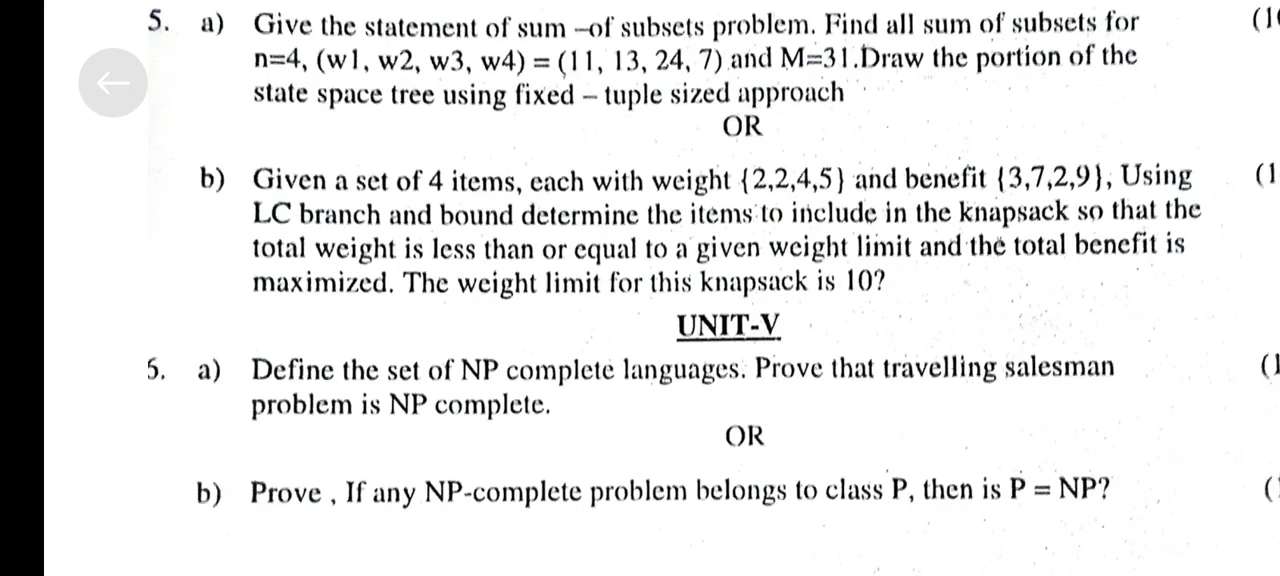 5. a) Give the statement of sum –of subsets problem. Find all sum of subsets for (1
n=4, (w1, w2, w3, w4) = (11, 13, 24, 7) and M=31.Draw the portion of the
state space tree using fixed – tuple sized approach
OR
b) Given a set of 4 items, each with weight {2,2,4,5} and benefit {3,7,2,9}, Using (1
LC branch and bound determine the items to include in the knapsack so that the
total weight is less than or equal to a given weight limit and the total benefit is
maximized. The weight limit for this knapsack is 10?
UNIT-V
5. a) Define the set of NP complete languages. Prove that travelling salesman (1
problem is NP complete.
OR
b) Prove , If any NP-complete problem belongs to class P, then is P = NP? (